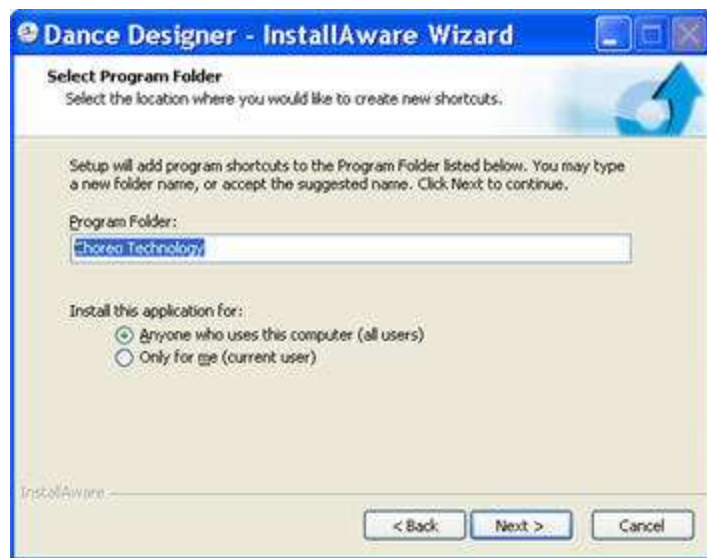 Dance Designer - InstallAware Wizard
Select Program Folder
Select the location where you would like to create new shortcuts.
Setup will add program shortcuts to the Program Folder listed below. You may type
a new folder name, or accept the suggested name. Click Next to continue.
Program Folder:
Choreo Technology
Install this application for:
Anyone who uses this computer (all users)
Only for me (current user)
InstallAware
< Back Next > Cancel